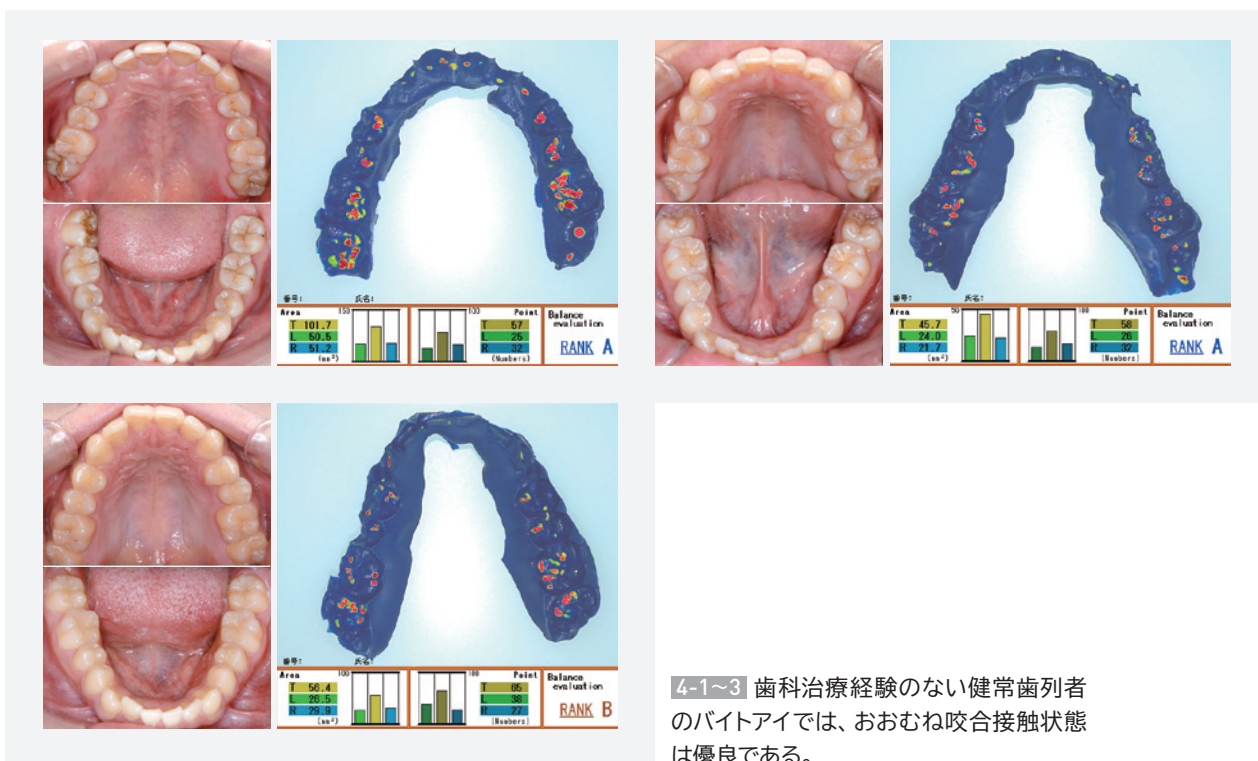 番号: 氏名:
Area 150 100 Point Balance evaluation
T 101.7 T 57
L 50.5 L 25
R 51.2 R 32 RANK A
(mm²) (Numbers)
番号: 氏名:
Area 50 100 Point Balance evaluation
T 45.7 T 58
L 24.0 L 26
R 21.7 R 32 RANK A
(mm²) (Numbers)
番号: 氏名:
Area 100 100 Point Balance evaluation
T 56.4 T 65
L 26.5 L 38
R 29.9 R 27 RANK B
(mm²) (Numbers)
4-1~3 歯科治療経験のない健常歯列者
のバイトアイでは、おおむね咬合接触状態
は優良である。